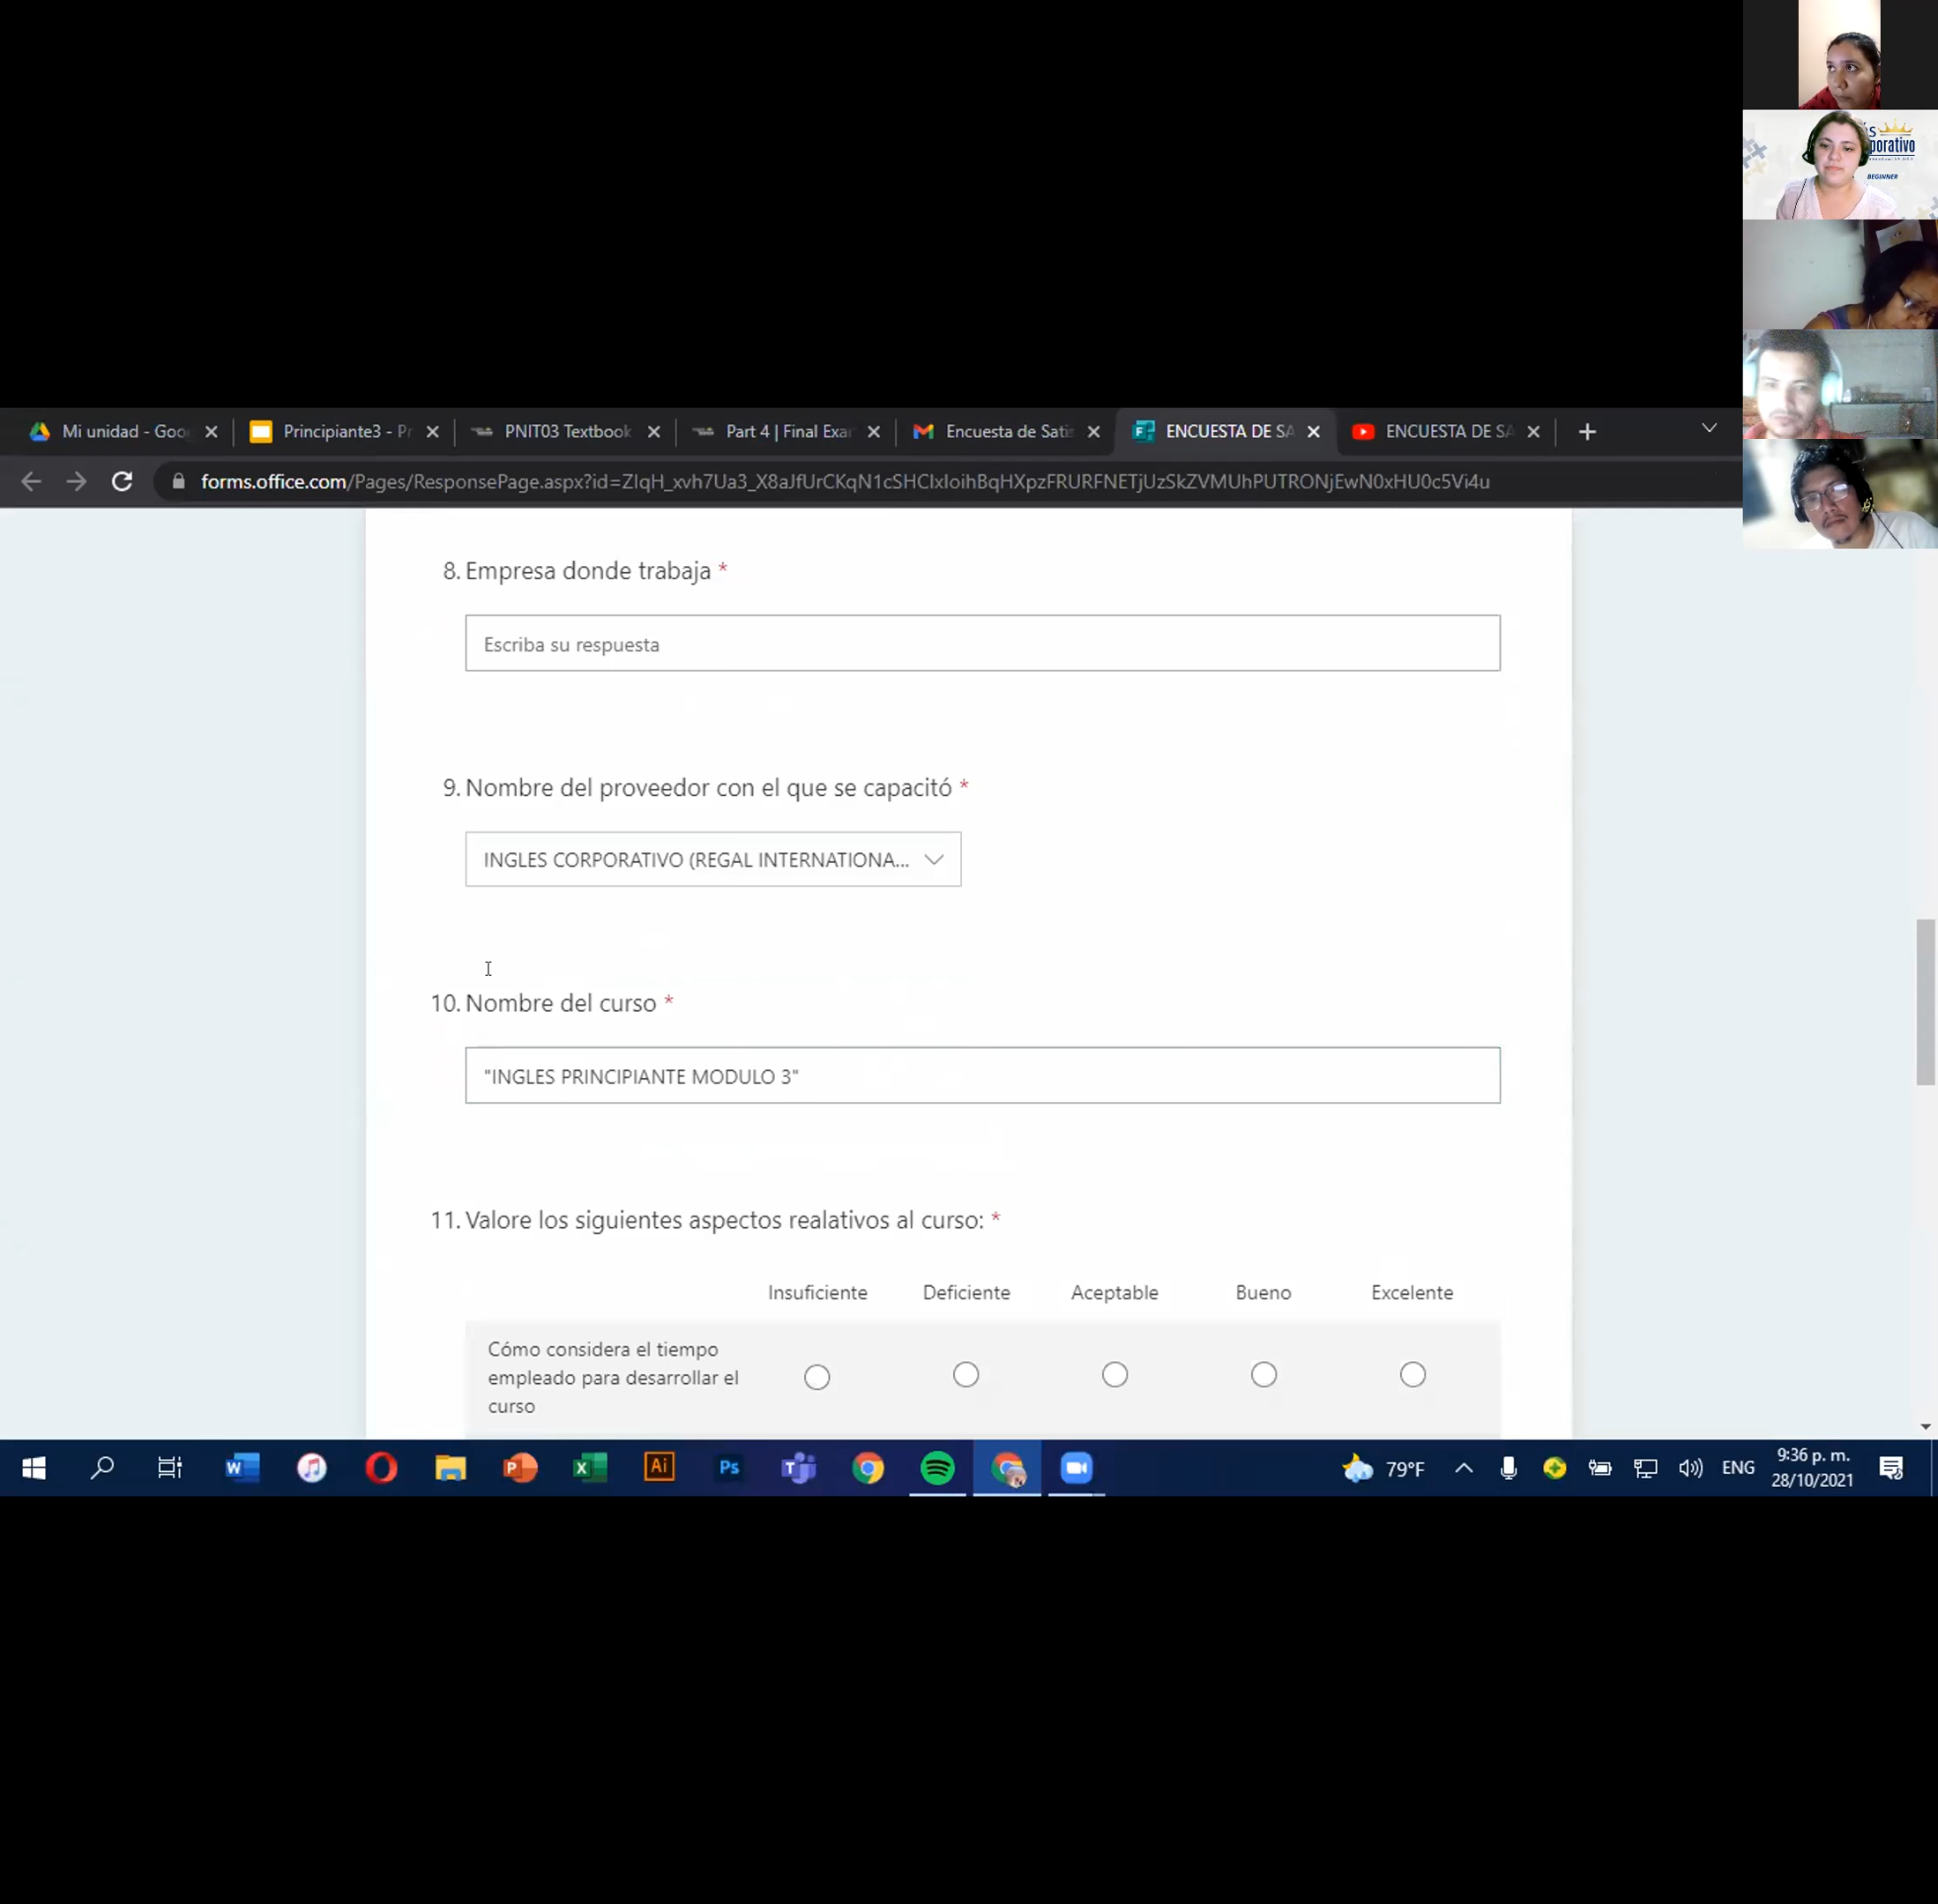 porativo
BEGINNER
Mi unidad - Goo
Principiante3 - Pr
PNIT03 Textbook
Part 4 | Final Exa
Encuesta de Satis
ENCUESTA DE SA
ENCUESTA DE SA
forms.office.com/Pages/ResponsePage.aspx?id=ZIqH_xvh7Ua3_X8aJfUrCKqN1cSHCIxIoihBqHXpzFRURFNETjUzSkZVMUhPUTRONjEwN0xHU0c5Vi4u
8. Empresa donde trabaja *
Escriba su respuesta
9. Nombre del proveedor con el que se capacitó *
INGLES CORPORATIVO (REGAL INTERNATIONA...
10. Nombre del curso *
"INGLES PRINCIPIANTE MODULO 3"
11. Valore los siguientes aspectos realativos al curso: *
Insuficiente Deficiente Aceptable Bueno Excelente
Cómo considera el tiempo
empleado para desarrollar el
curso
79°F
ENG
9:36 p. m.
28/10/2021